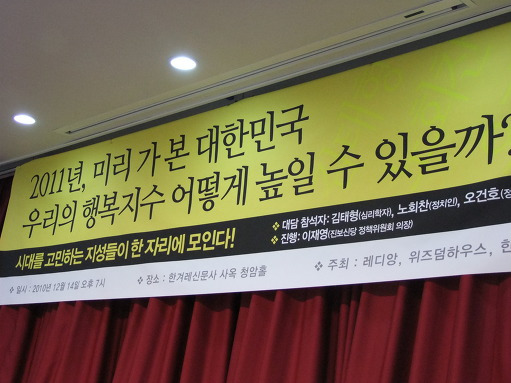 2011년, 미리 가 본 대한민국
우리의 행복지수 어떻게 높일 수 있을까?
시대를 고민하는 지성들이 한 자리에 모인다!
❖ 대담 참석자: 김태형(심리학자), 노회찬(정치인), 오건호(정
❖ 진행: 이재영(진보신당 정책위원회 의장)
❖ 일시 : 2010년 12월 14일 오후 7시
❖ 장소 : 한겨레신문사 사옥 청암홀
❖ 주최 : 레디앙, 위즈덤하우스, 한